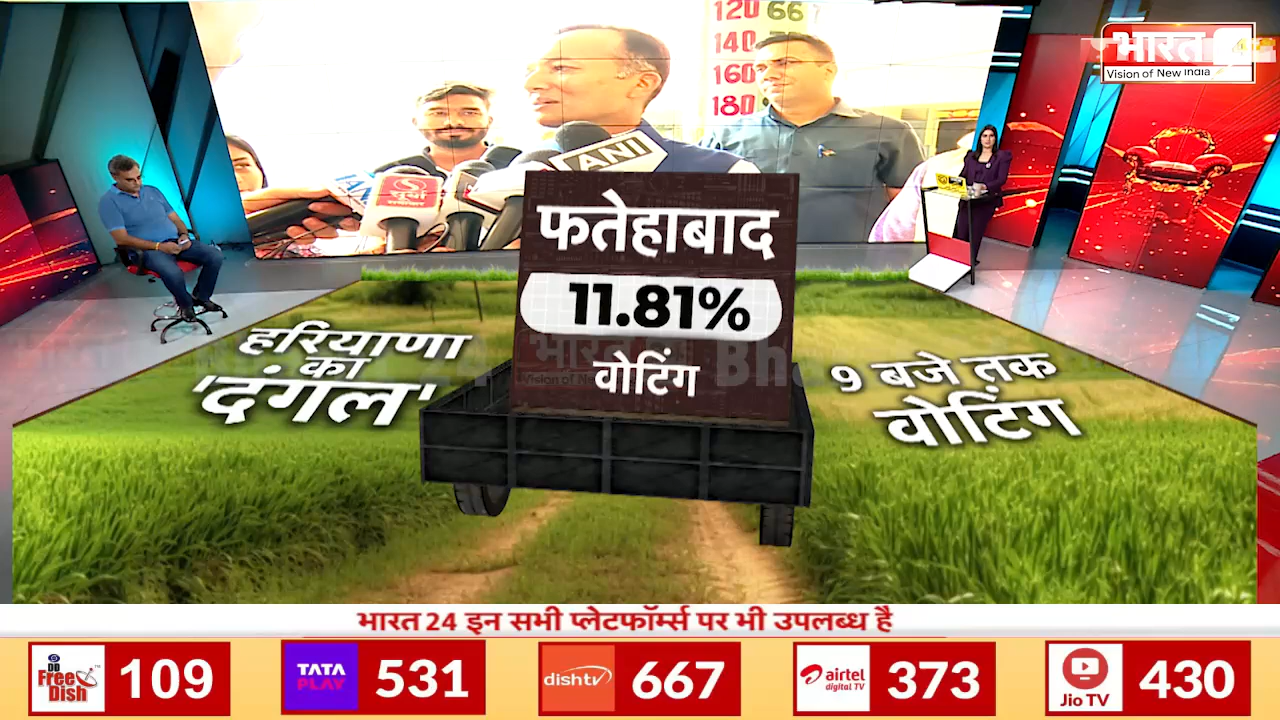 120 66
140
160
180
भारत
Vision of New India
ANI
फतेहाबाद
11.81%
वोटिंग
हरियाणा
का
'दंगल'
9 बजे तक
वोटिंग
भारत 24 इन सभी प्लेटफॉर्म्स पर भी उपलब्ध है
DD Free Dish 109
TATA PLAY 531
dishtv 667
airtel digital TV 373
Jio TV 430